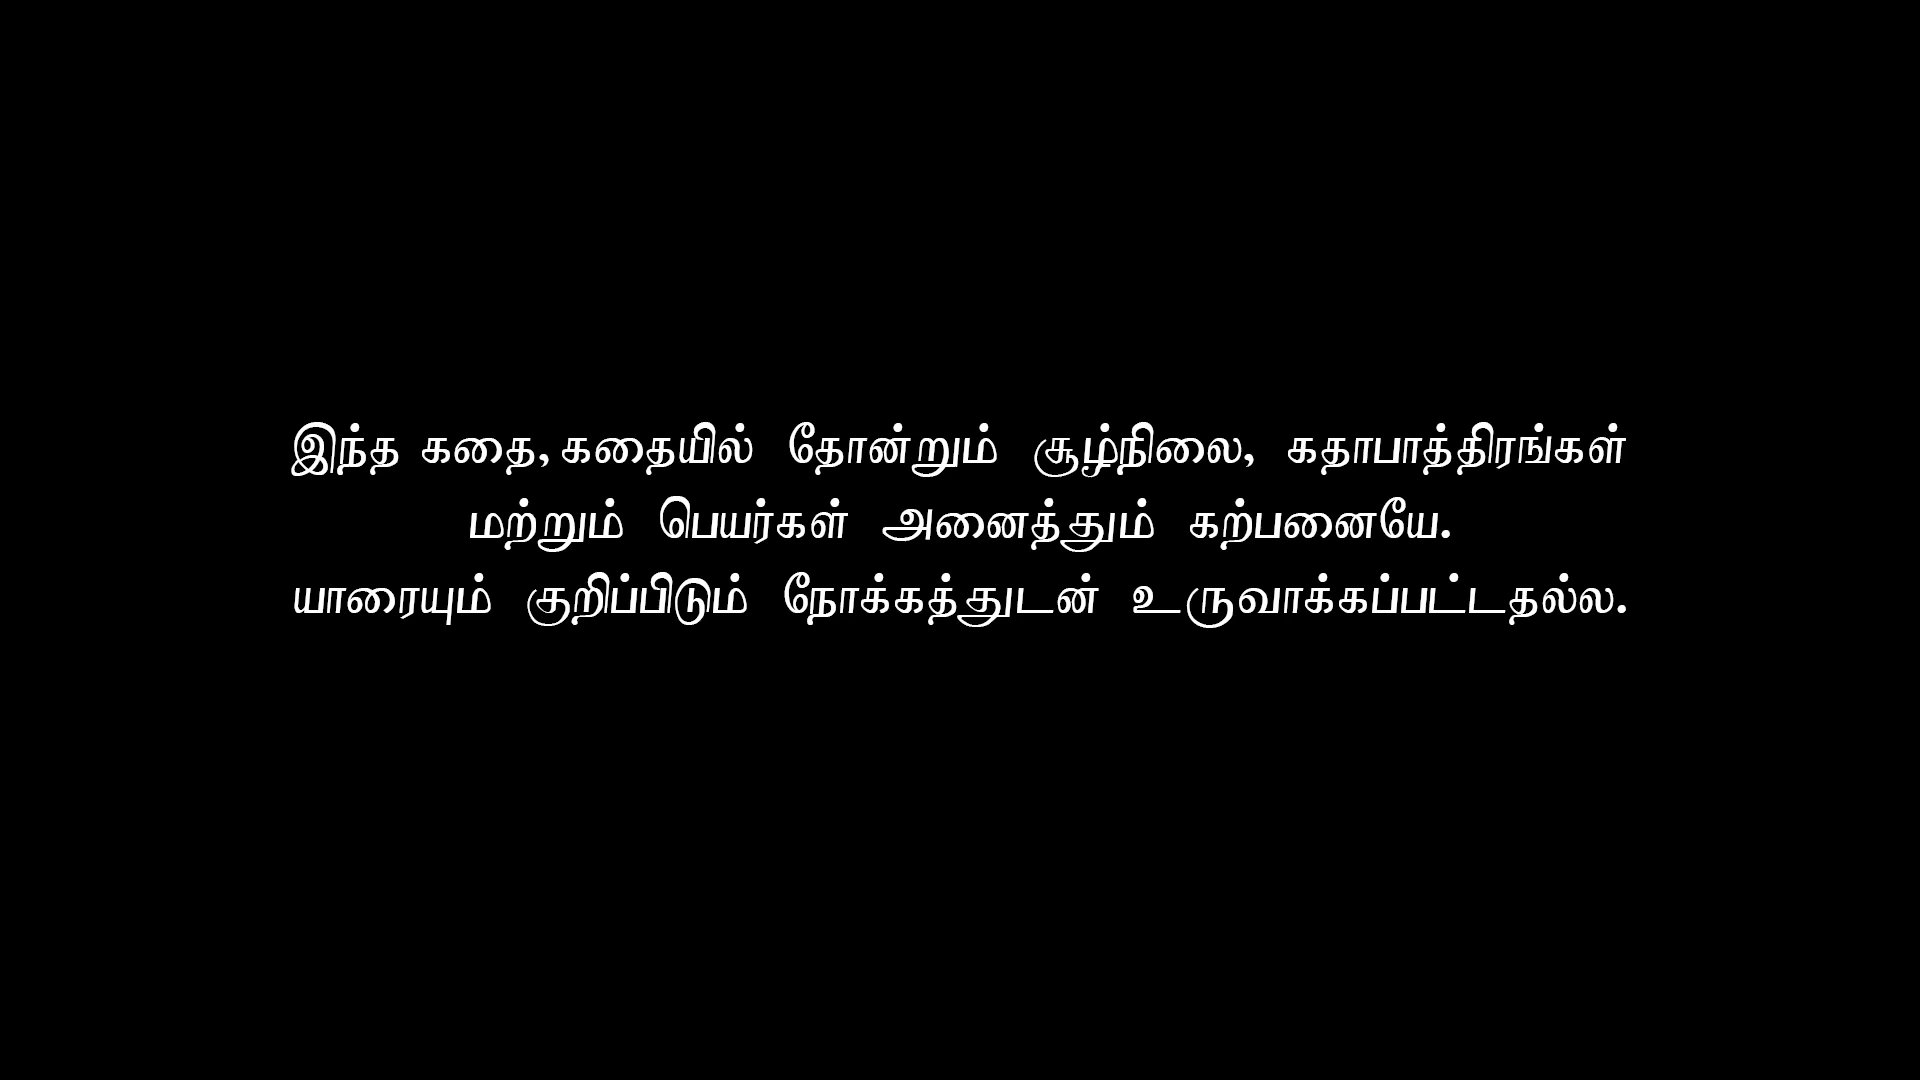 இந்த கதை, கதையில் தோன்றும் சூழ்நிலை, கதாபாத்திரங்கள்
மற்றும் பெயர்கள் அனைத்தும் கற்பனையே.
யாரையும் குறிப்பிடும் நோக்கத்துடன் உருவாக்கப்பட்டதல்ல.